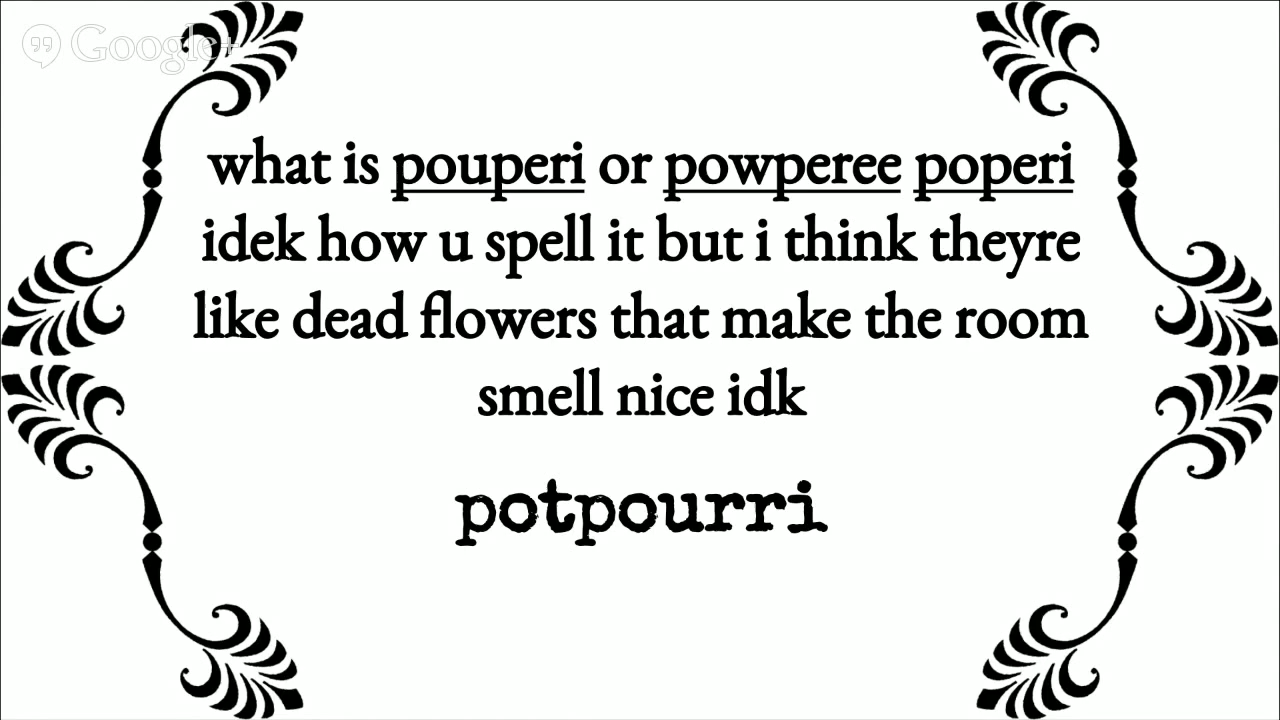 Google+
what is pouperi or powperee poperi
idek how u spell it but i think theyre
like dead flowers that make the room
smell nice idk
potpourri